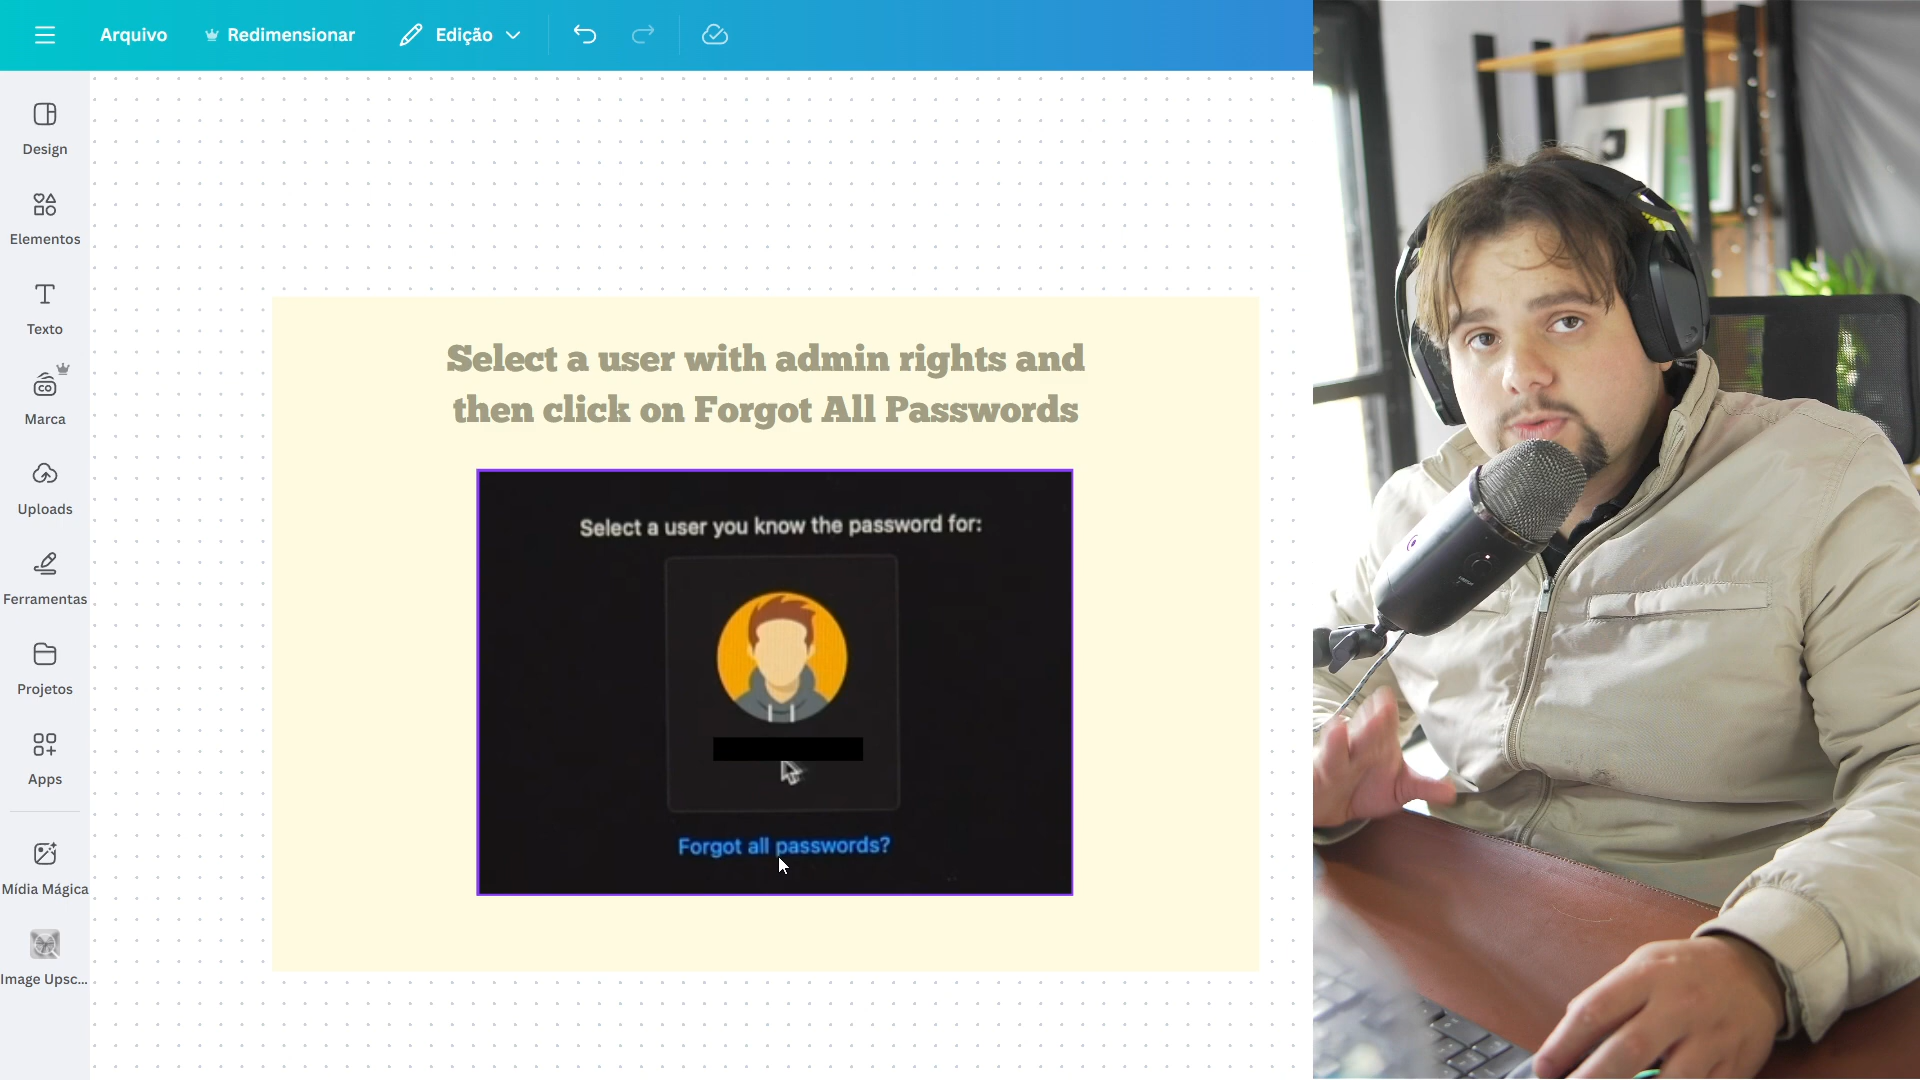 Arquivo
Redimensionar
Edição
Design
Elementos
Texto
Marca
Uploads
Ferramentas
Projetos
Apps
Mídia Mágica
Image Upsc...
Select a user with admin rights and
then click on Forgot All Passwords
Select a user you know the password for:
Forgot all passwords?